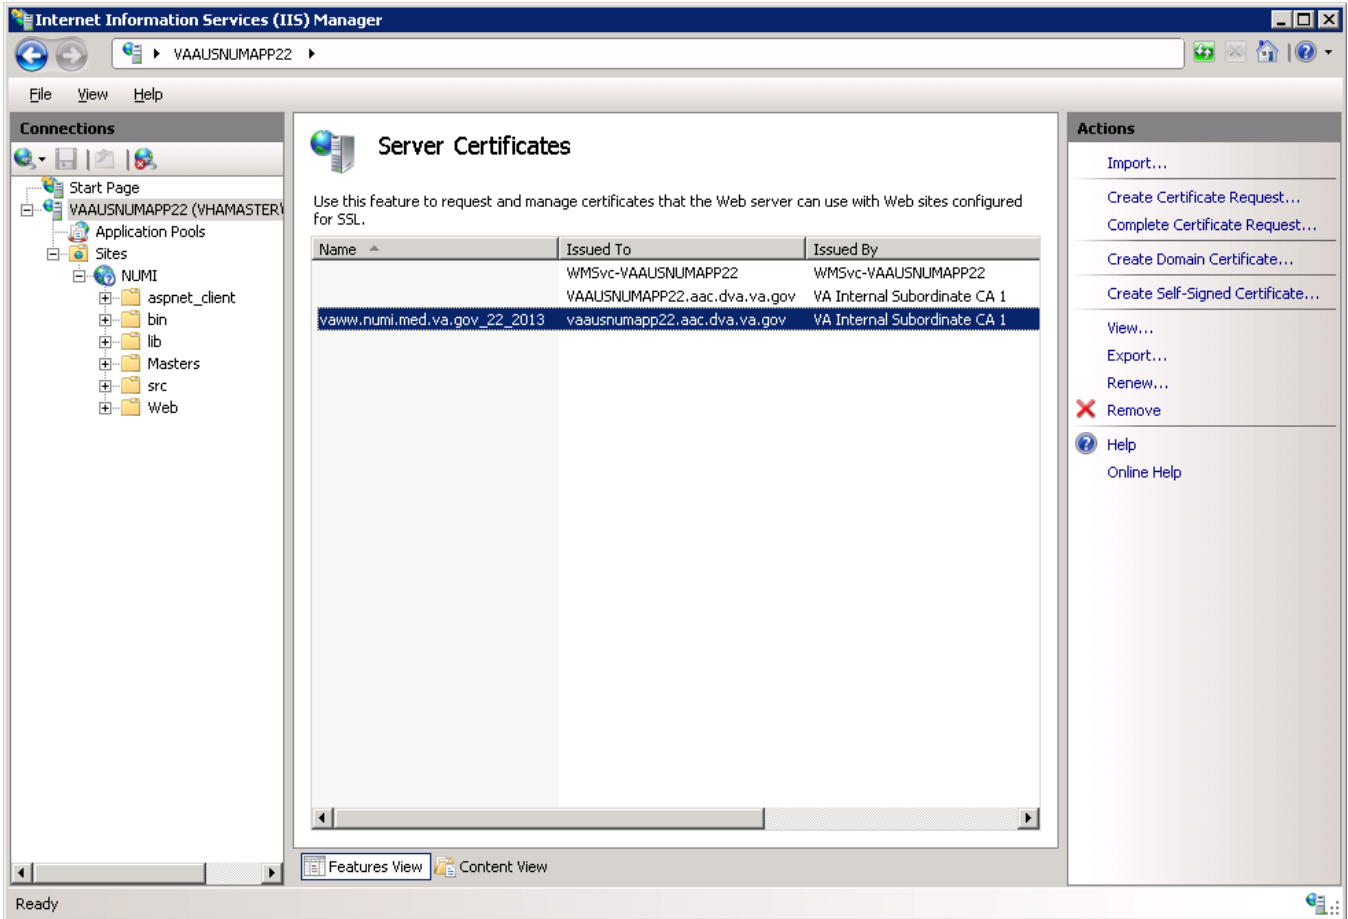 Internet Information Services (IIS) Manager
VAAUSNUMAPP22
File View Help
Connections
Start Page
VAAUSNUMAPP22 (VHAMASTER\
Application Pools
Sites
NUMI
aspnet_client
bin
lib
Masters
src
Web
Server Certificates
Use this feature to request and manage certificates that the Web server can use with Web sites configured
for SSL.
Name Issued To Issued By
WMSvc-VAAUSNUMAPP22 WMSvc-VAAUSNUMAPP22
VAAUSNUMAPP22.aac.dva.va.gov VA Internal Subordinate CA 1
vaww.numi.med.va.gov_22_2013 vaausnumapp22.aac.dva.va.gov VA Internal Subordinate CA 1
Features View Content View
Actions
Import...
Create Certificate Request...
Complete Certificate Request...
Create Domain Certificate...
Create Self-Signed Certificate...
View...
Export...
Renew...
Remove
Help
Online Help
Ready